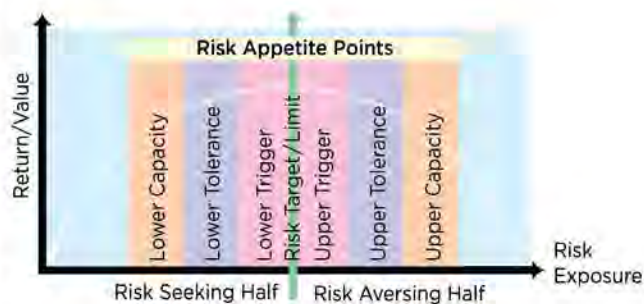 Risk Appetite Points
Return/Value
Lower Capacity
Lower Tolerance
Lower Trigger
Risk Target/Limit
Upper Trigger
Upper Tolerance
Upper Capacity
Risk
Exposure
Risk Seeking Half
Risk Aversing Half